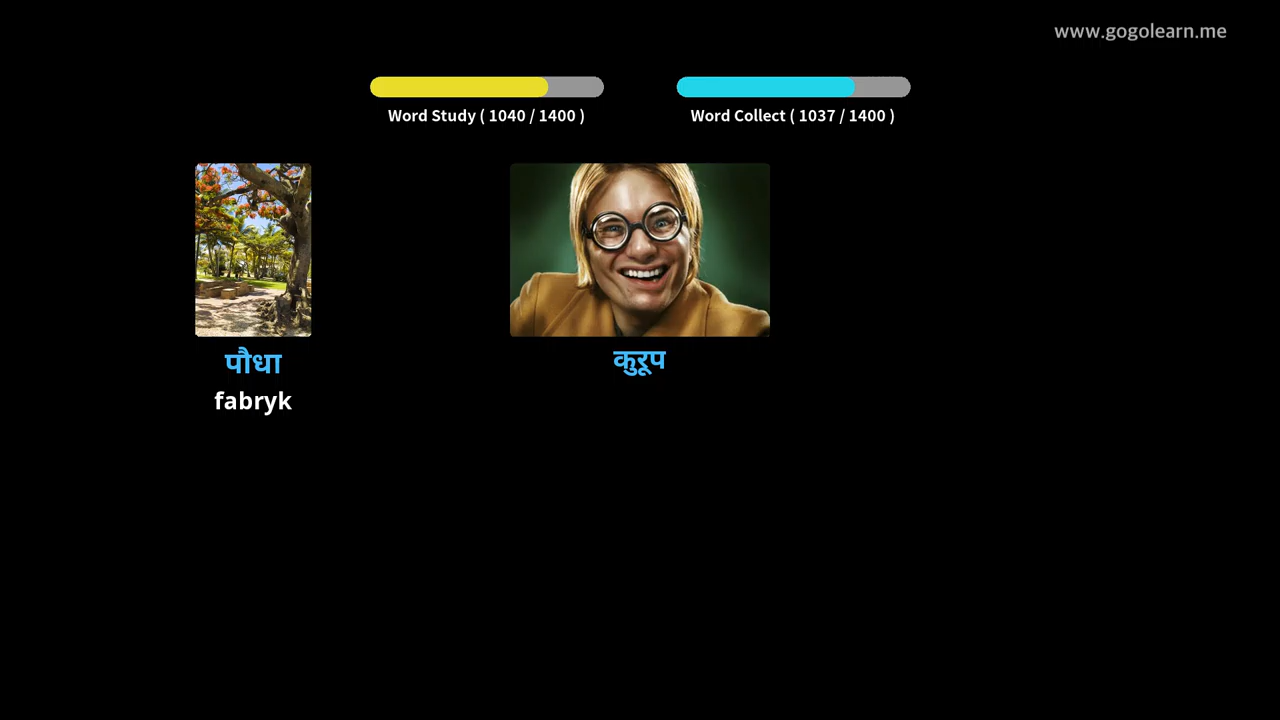 www.gogolearn.me
Word Study ( 1040 / 1400 )
Word Collect ( 1037 / 1400 )
पौधा
fabryk
कुरूप